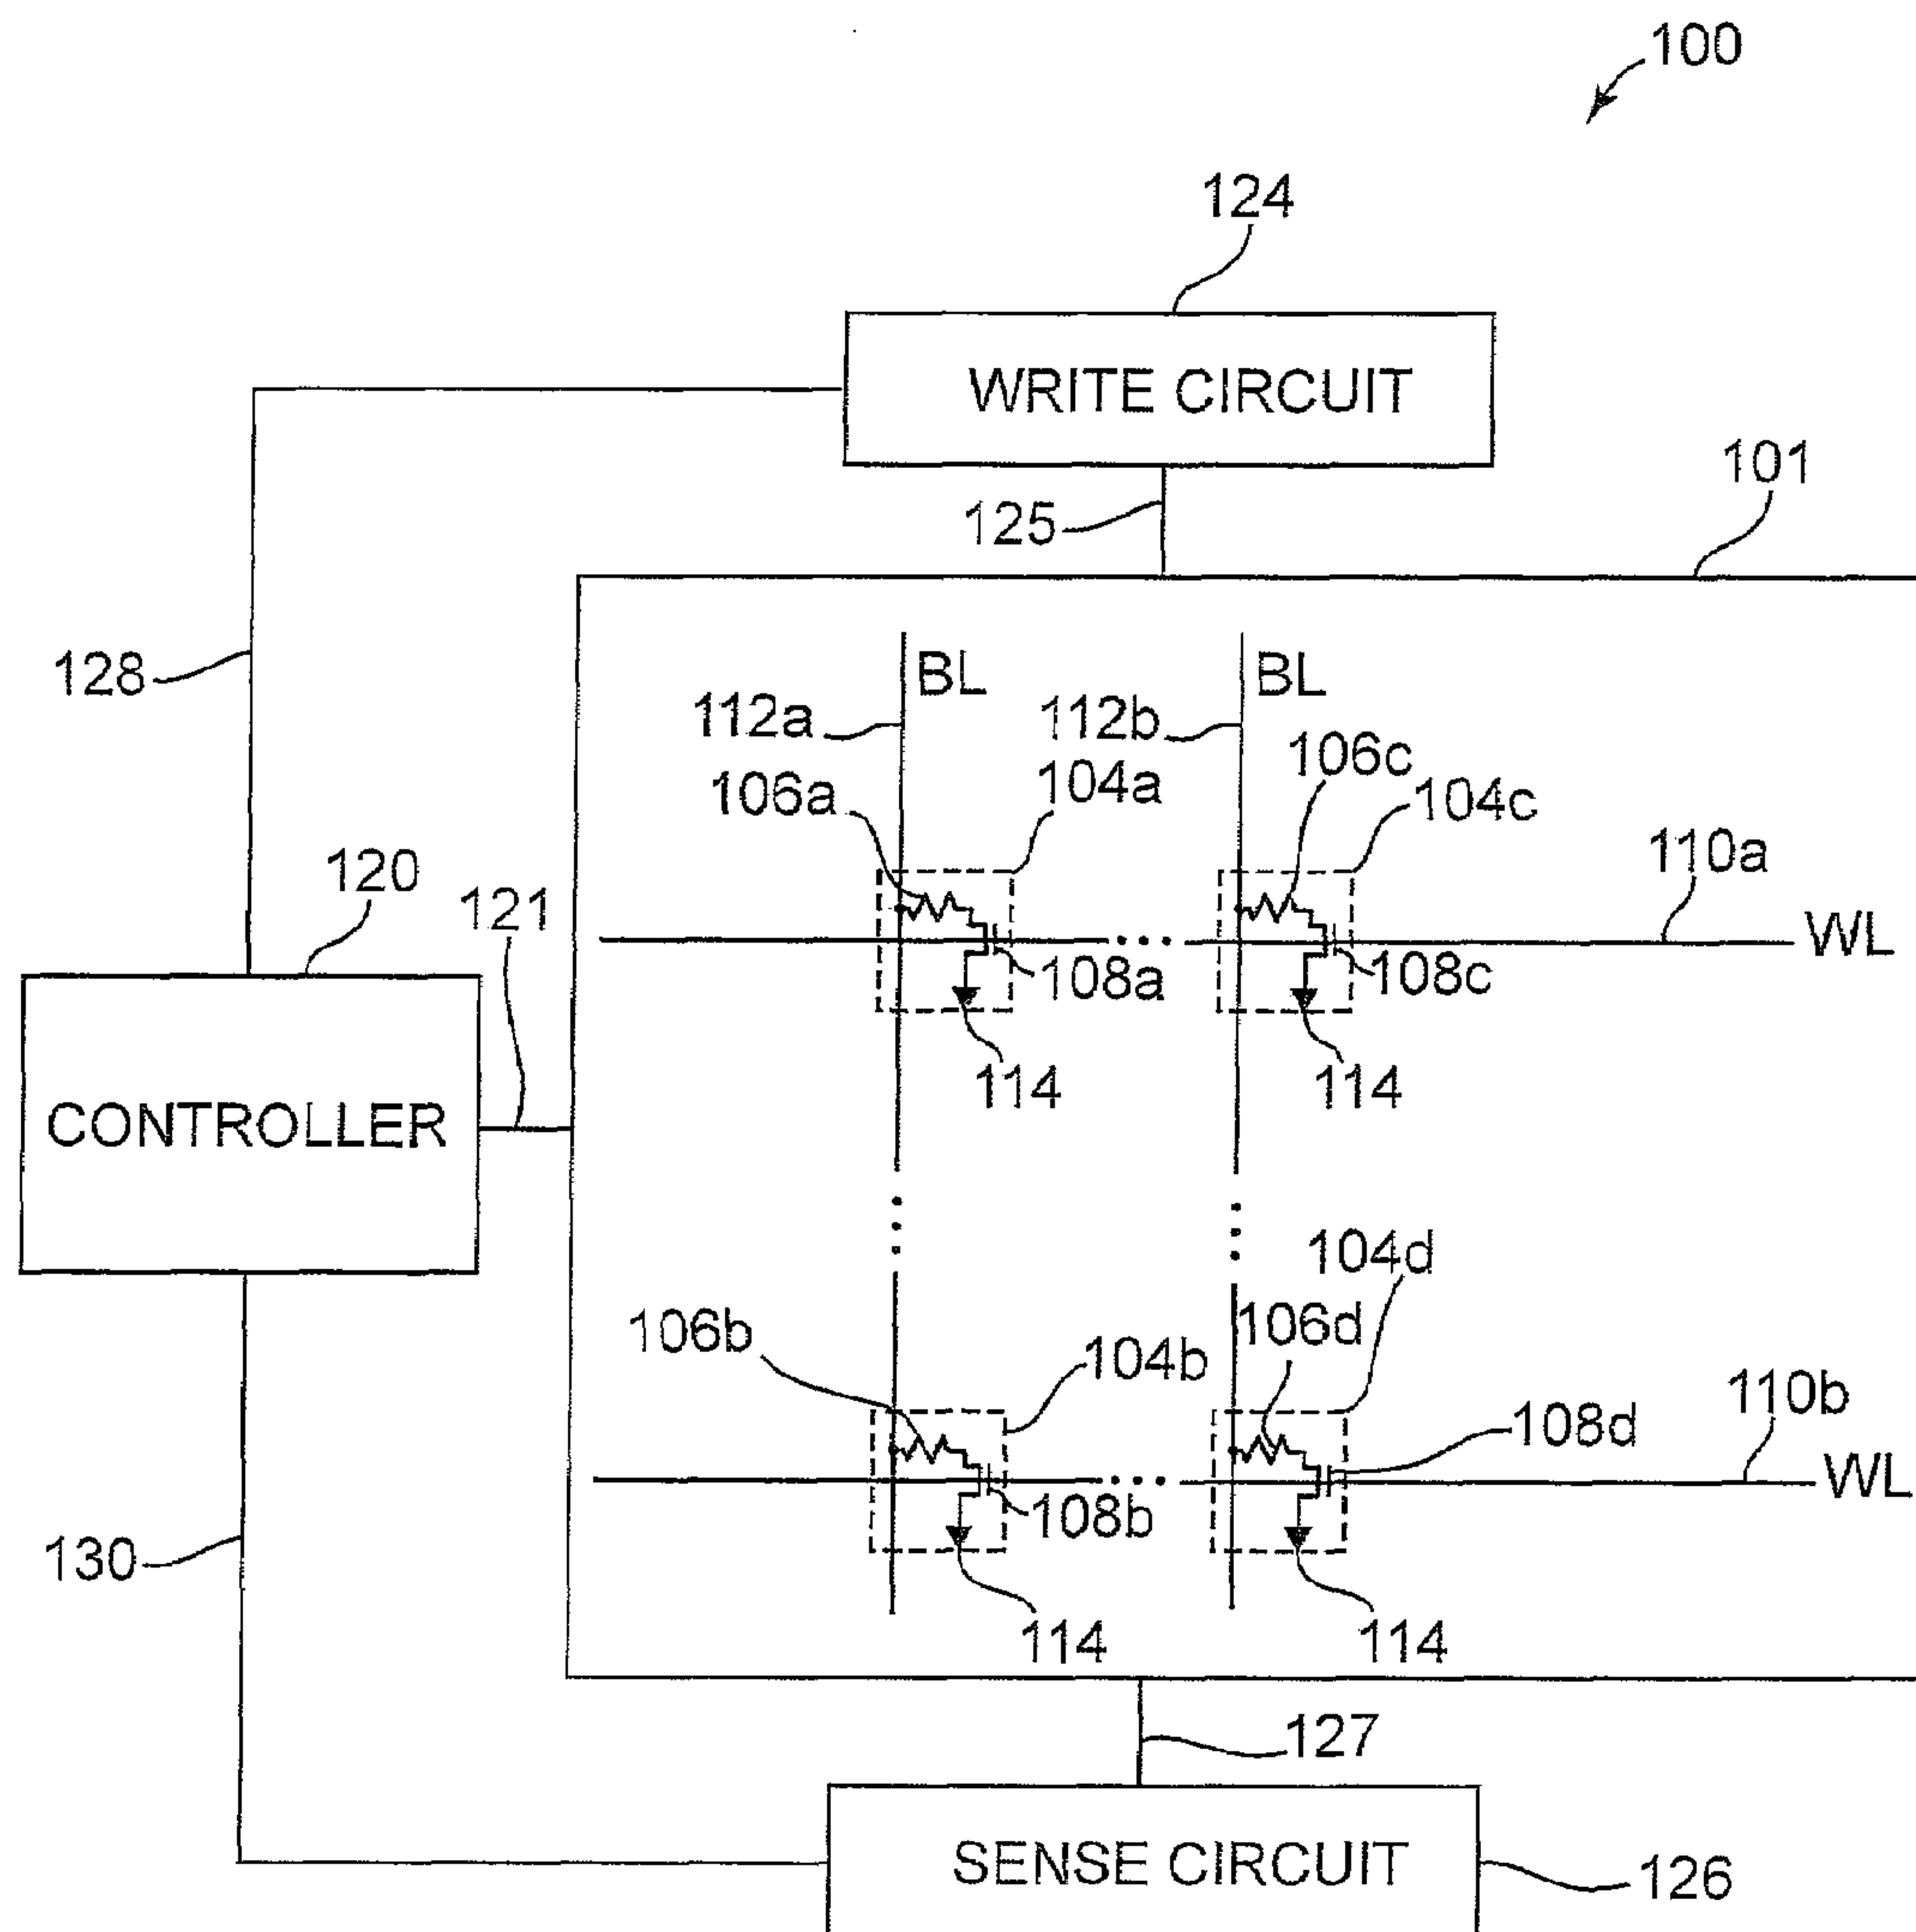 100
124
WRITE CIRCUIT
101
125
128
BL
BL
112a
112b
106c
106a
104a
104c
110a
120
121
WL
108a
108c
114
114
CONTROLLER
104d
106b
106d
104b
110b
108d
WL
108b
130
114
114
127
SENSE CIRCUIT
126